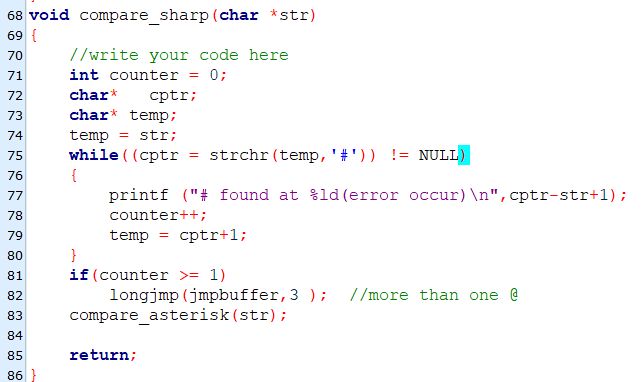 68 void compare_sharp(char *str)
69 {
70 //write your code here
71 int counter = 0;
72 char* cptr;
73 char* temp;
74 temp = str;
75 while((cptr = strchr(temp,'#')) != NULL)
76 {
77 printf ("# found at %ld(error occur)\n",cptr-str+1);
78 counter++;
79 temp = cptr+1;
80 }
81 if(counter >= 1)
82 longjmp(jmpbuffer,3 ); //more than one @
83 compare_asterisk(str);
84
85 return;
86 }